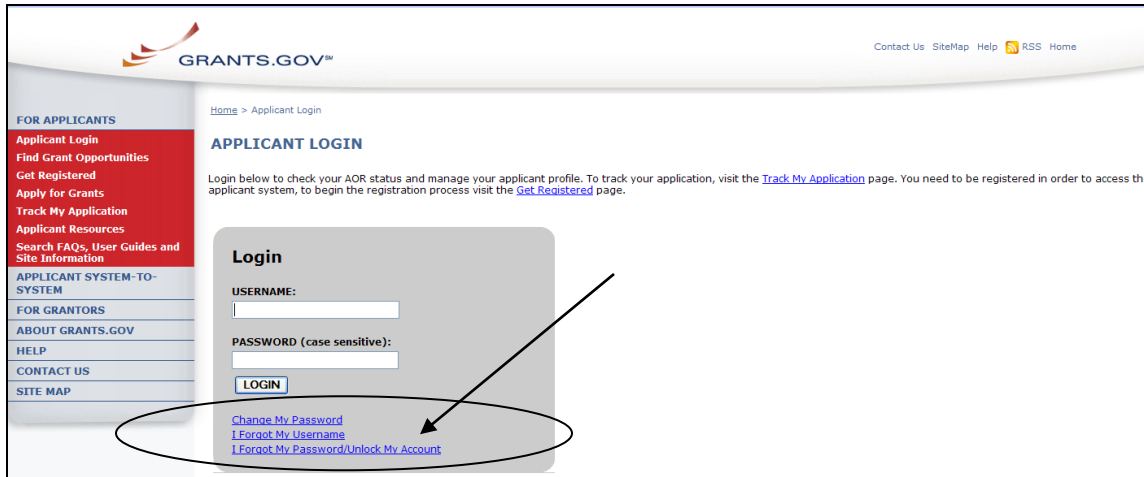 GRANTS.GOV℠
Contact Us SiteMap Help RSS Home
FOR APPLICANTS
Applicant Login
Find Grant Opportunities
Get Registered
Apply for Grants
Track My Application
Applicant Resources
Search FAQs, User Guides and
Site Information
APPLICANT SYSTEM-TO-
SYSTEM
FOR GRANTORS
ABOUT GRANTS.GOV
HELP
CONTACT US
SITE MAP
Home > Applicant Login
APPLICANT LOGIN
Login below to check your AOR status and manage your applicant profile. To track your application, visit the Track My Application page. You need to be registered in order to access th
applicant system, to begin the registration process visit the Get Registered page.
Login
USERNAME:
PASSWORD (case sensitive):
LOGIN
Change My Password
I Forgot My Username
I Forgot My Password/Unlock My Account